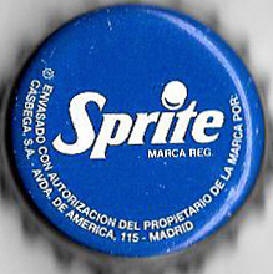 Sprite
MARCA REG.
ENVASADO CON AUTORIZACION DEL PROPIETARIO DE LA MARCA POR:
CASBEGA, S.A. - AVDA. DE AMERICA, 115 - MADRID